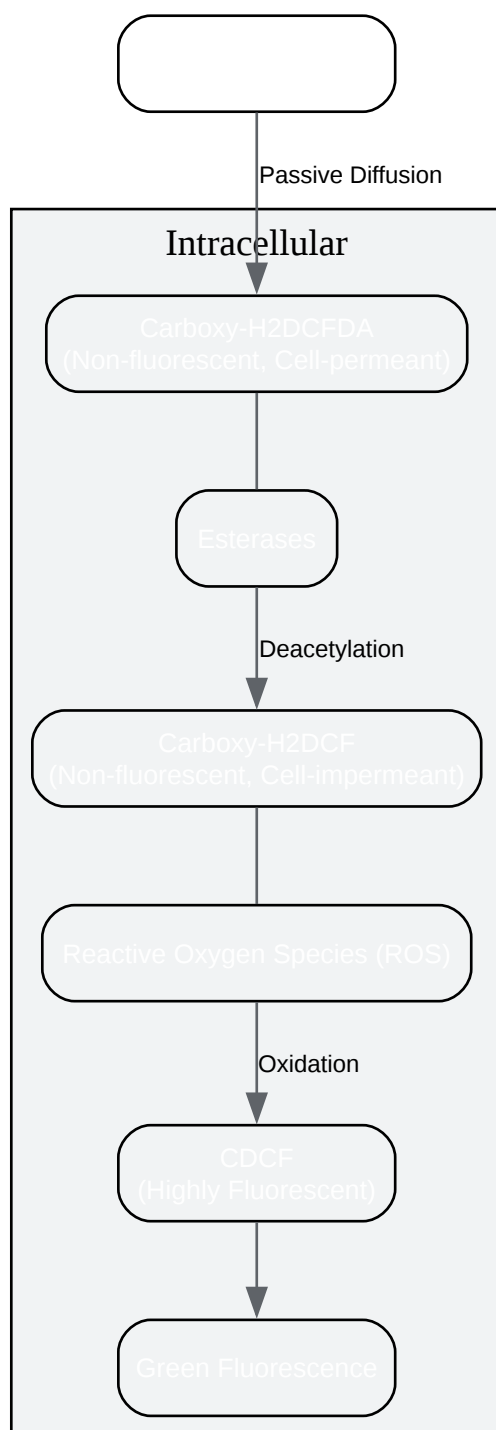 Passive Diffusion
Intracellular
Carboxy-H2DCFDA
(Non-fluorescent, Cell-permeant)
Esterases
Deacetylation
Carboxy-H2DCF
(Non-fluorescent, Cell-impermeant)
Reactive Oxygen Species (ROS)
Oxidation
CDCF
(Highly Fluorescent)
Green Fluorescence